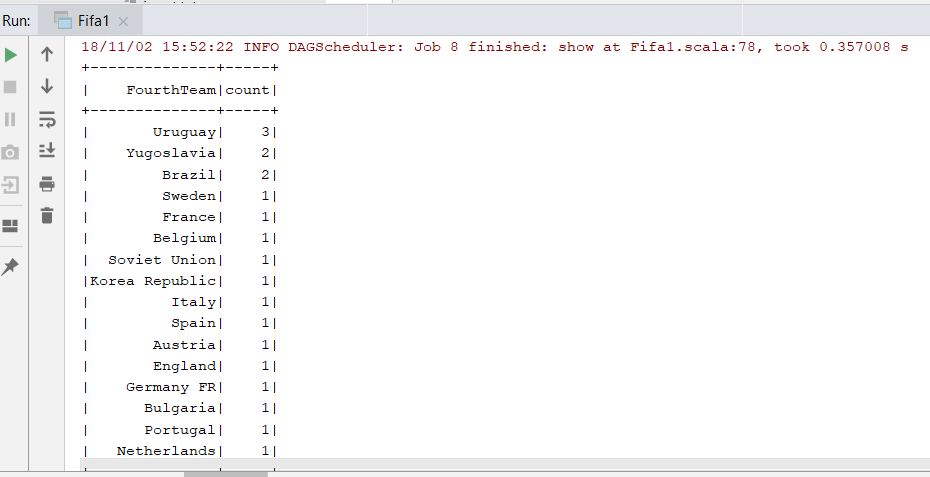 Run: Fifa1
18/11/02 15:52:22 INFO DAGScheduler: Job 8 finished: show at Fifa1.scala:78, took 0.357008 s
+--------------+-----+
|    FourthTeam|count|
+--------------+-----+
|       Uruguay|    3|
|    Yugoslavia|    2|
|        Brazil|    2|
|        Sweden|    1|
|        France|    1|
|       Belgium|    1|
|  Soviet Union|    1|
|Korea Republic|    1|
|         Italy|    1|
|         Spain|    1|
|       Austria|    1|
|       England|    1|
|    Germany FR|    1|
|      Bulgaria|    1|
|      Portugal|    1|
|   Netherlands|    1|